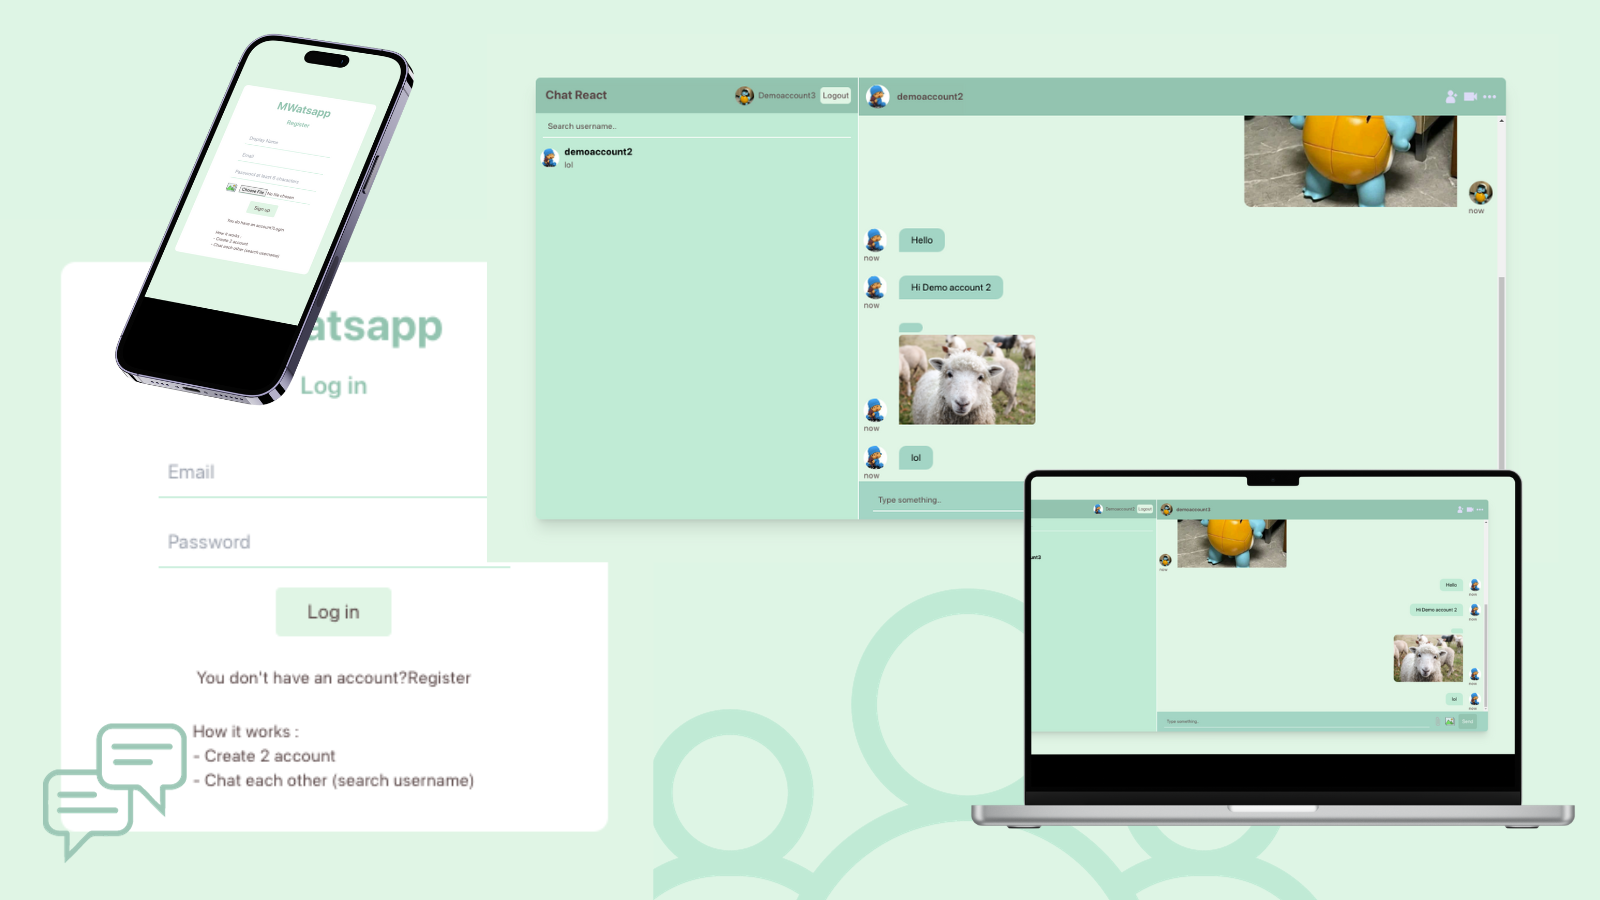 MWatsapp
Register
Display Name
Email
Password at least 6 characters
Choose File No file chosen
Sign up
You do have an account?Login
How it works :
- Create 2 account
- Chat each other (search username)
atsapp
Log in
Email
Password
Log in
You don't have an account?Register
How it works :
- Create 2 account
- Chat each other (search username)
Chat React
Demoaccount3
Logout
Search username..
demoaccount2
lol
demoaccount2
now
Hello
now
Hi Demo account 2
now
now
lol
now
Type something..
Logout
demoaccount3
now
Hello
now
Hi Demo account 2
now
now
lol
now
Type something..
Send